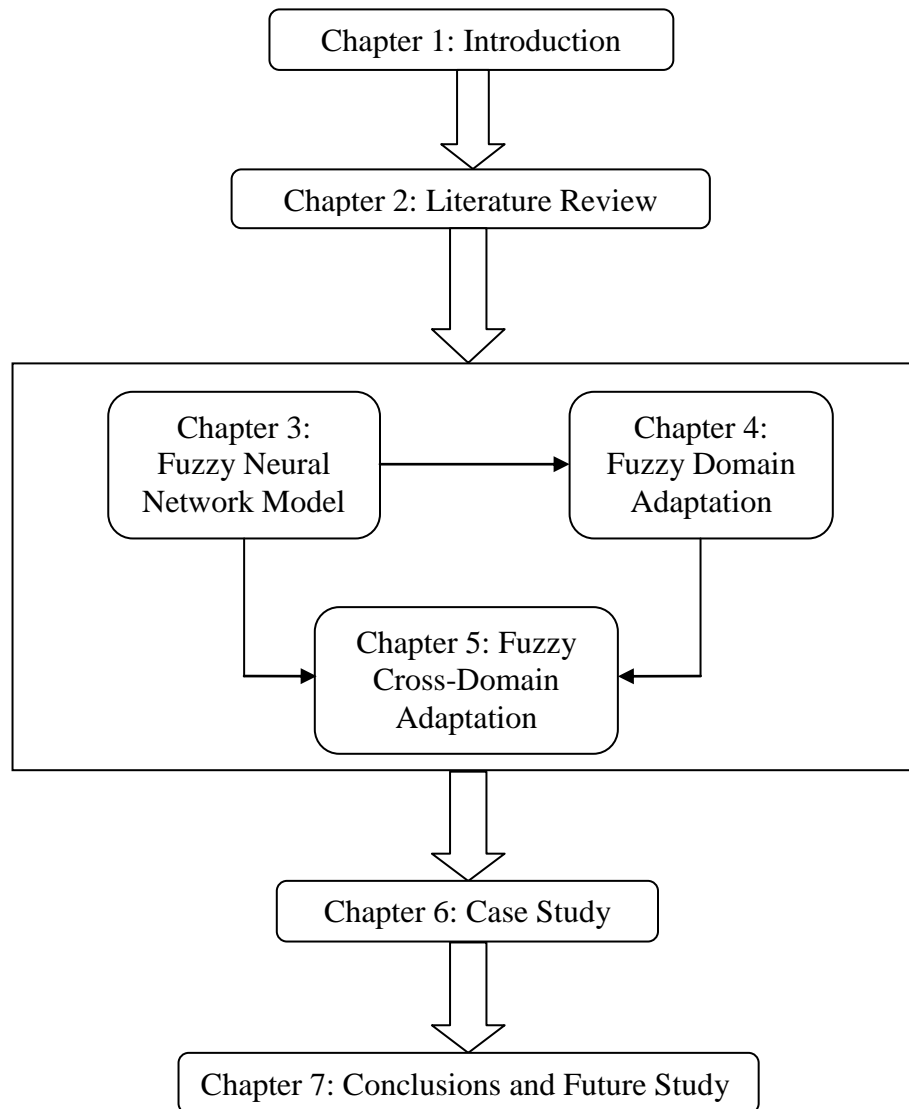 Chapter 1: Introduction
Chapter 2: Literature Review
Chapter 3:
Fuzzy Neural
Network Model
Chapter 4:
Fuzzy Domain
Adaptation
Chapter 5: Fuzzy
Cross-Domain
Adaptation
Chapter 6: Case Study
Chapter 7: Conclusions and Future Study